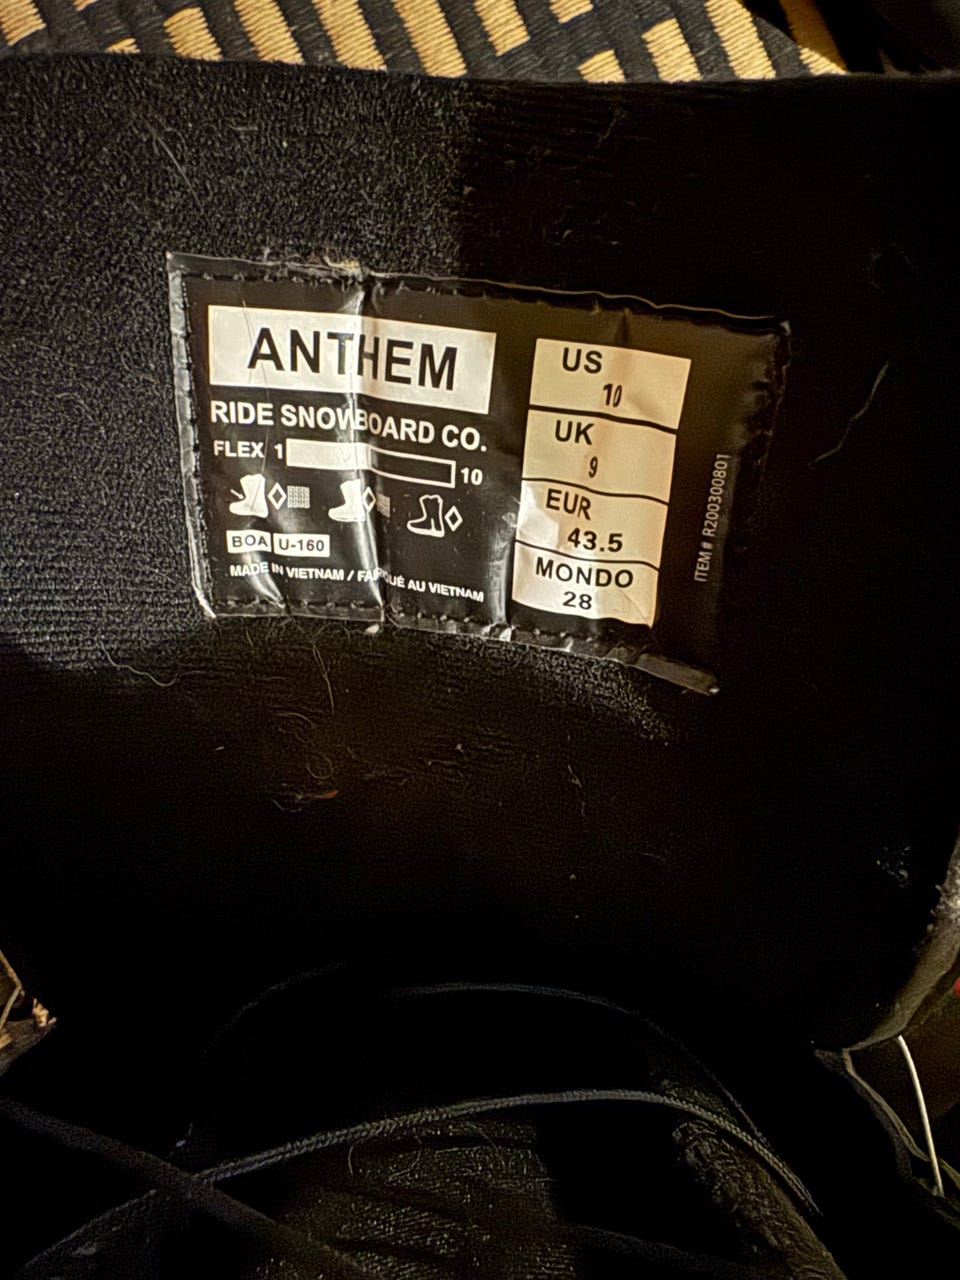 ANTHEM
RIDE SNOWBOARD CO.
FLEX 1 10
BOA U-160
MADE IN VIETNAM / FABRIQUÉ AU VIETNAM
US
10
UK
9
EUR
43.5
MONDO
28
ITEM # R200300801